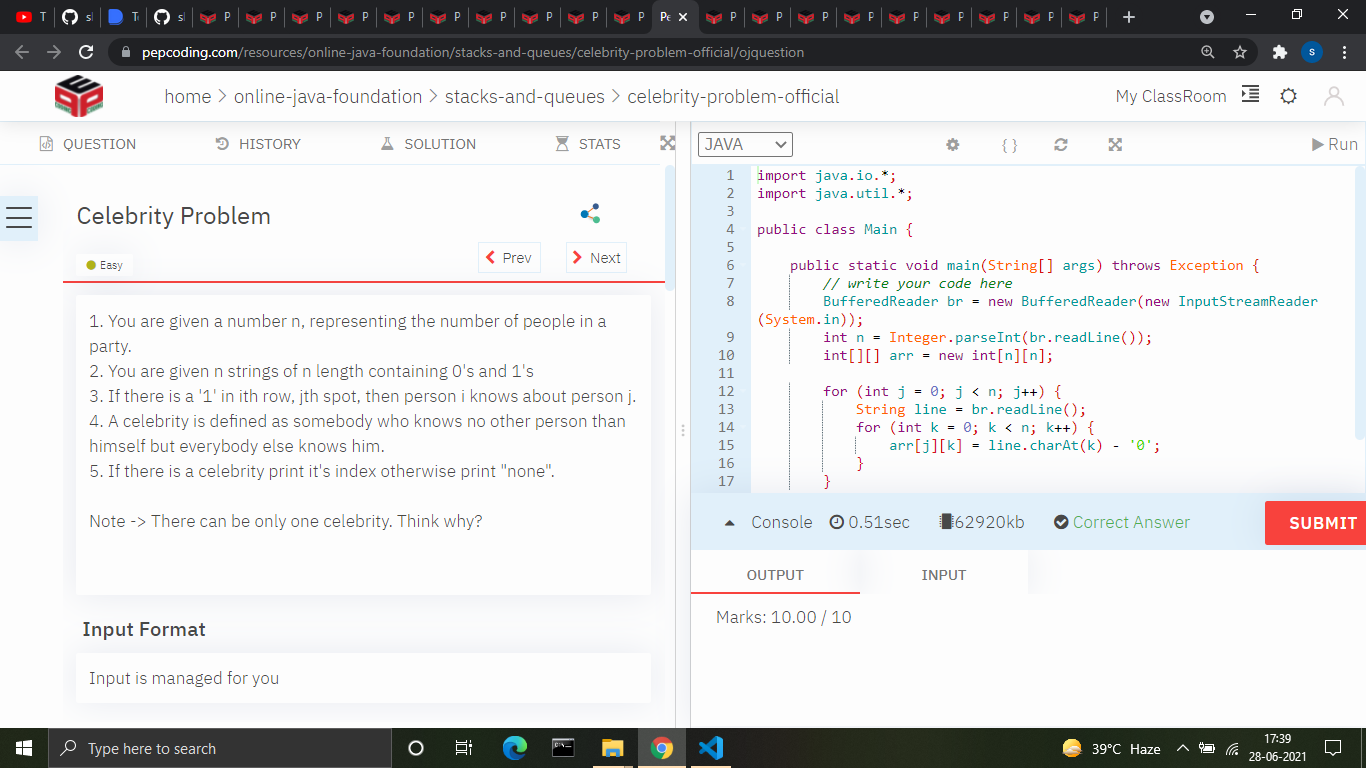 pepcoding.com/resources/online-java-foundation/stacks-and-queues/celebrity-problem-official/ojquestion
home > online-java-foundation > stacks-and-queues > celebrity-problem-official
My ClassRoom
QUESTION HISTORY SOLUTION STATS
JAVA
{ }
Run
Celebrity Problem
Easy
Prev
Next
1. You are given a number n, representing the number of people in a
party.
2. You are given n strings of n length containing 0's and 1's
3. If there is a '1' in ith row, jth spot, then person i knows about person j.
4. A celebrity is defined as somebody who knows no other person than
himself but everybody else knows him.
5. If there is a celebrity print it's index otherwise print "none".
Note -> There can be only one celebrity. Think why?
Input Format
Input is managed for you
1 import java.io.*;
2 import java.util.*;
3
4 public class Main {
5
6 public static void main(String[] args) throws Exception {
7 // write your code here
8 BufferedReader br = new BufferedReader(new InputStreamReader
(System.in));
9 int n = Integer.parseInt(br.readLine());
10 int[][] arr = new int[n][n];
11
12 for (int j = 0; j < n; j++) {
13 String line = br.readLine();
14 for (int k = 0; k < n; k++) {
15 arr[j][k] = line.charAt(k) - '0';
16 }
17 }
Console 0.51sec 62920kb Correct Answer
SUBMIT
OUTPUT INPUT
Marks: 10.00 / 10
Type here to search
39°C Haze
17:39
28-06-2021